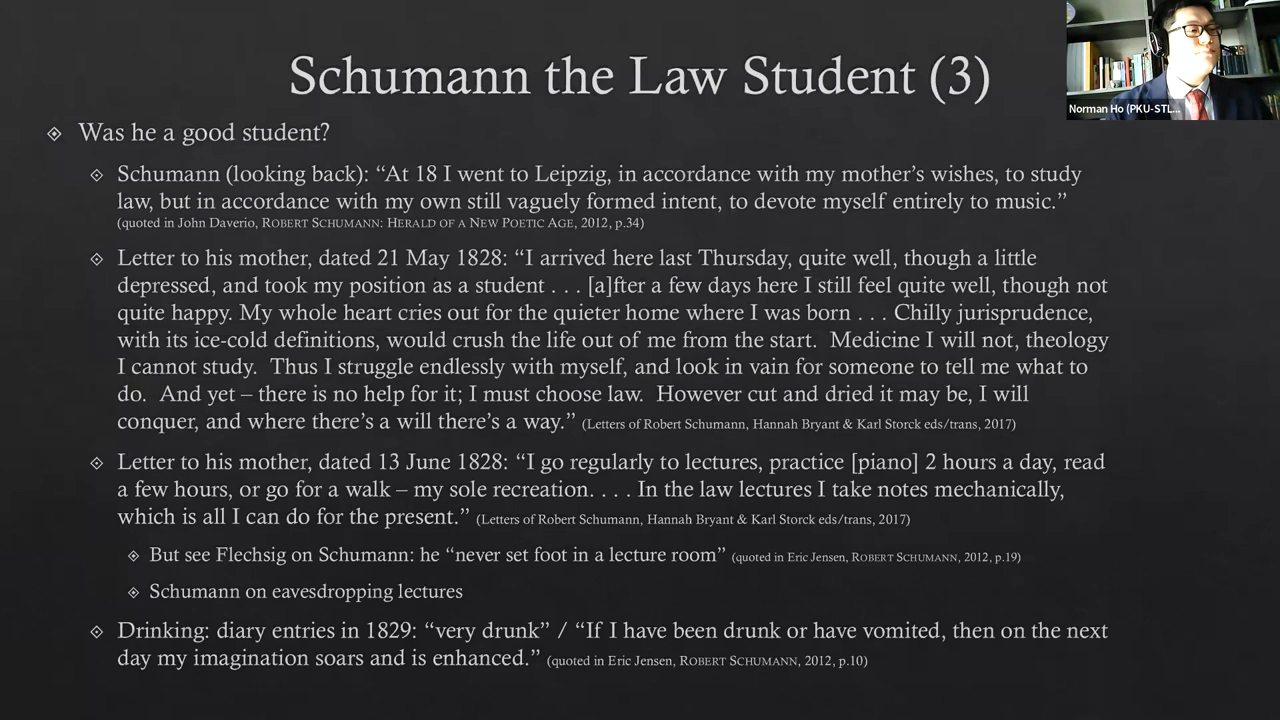 Schumann the Law Student (3)
Norman Ho (PKU-STL...
Was he a good student?
Schumann (looking back): “At 18 I went to Leipzig, in accordance with my mother’s wishes, to study
law, but in accordance with my own still vaguely formed intent, to devote myself entirely to music.”
(quoted in John Daverio, ROBERT SCHUMANN: HERALD OF A NEW POETIC AGE, 2012, p.34)
Letter to his mother, dated 21 May 1828: “I arrived here last Thursday, quite well, though a little
depressed, and took my position as a student . . . [a]fter a few days here I still feel quite well, though not
quite happy. My whole heart cries out for the quieter home where I was born . . . Chilly jurisprudence,
with its ice-cold definitions, would crush the life out of me from the start.  Medicine I will not, theology
I cannot study.  Thus I struggle endlessly with myself, and look in vain for someone to tell me what to
do.  And yet – there is no help for it; I must choose law.  However cut and dried it may be, I will
conquer, and where there’s a will there’s a way.” (Letters of Robert Schumann, Hannah Bryant & Karl Storck eds/trans, 2017)
Letter to his mother, dated 13 June 1828: “I go regularly to lectures, practice [piano] 2 hours a day, read
a few hours, or go for a walk – my sole recreation. . . . In the law lectures I take notes mechanically,
which is all I can do for the present.” (Letters of Robert Schumann, Hannah Bryant & Karl Storck eds/trans, 2017)
But see Flechsig on Schumann: he “never set foot in a lecture room” (quoted in Eric Jensen, ROBERT SCHUMANN, 2012, p.19)
Schumann on eavesdropping lectures
Drinking: diary entries in 1829: “very drunk” / “If I have been drunk or have vomited, then on the next
day my imagination soars and is enhanced.” (quoted in Eric Jensen, ROBERT SCHUMANN, 2012, p.10)